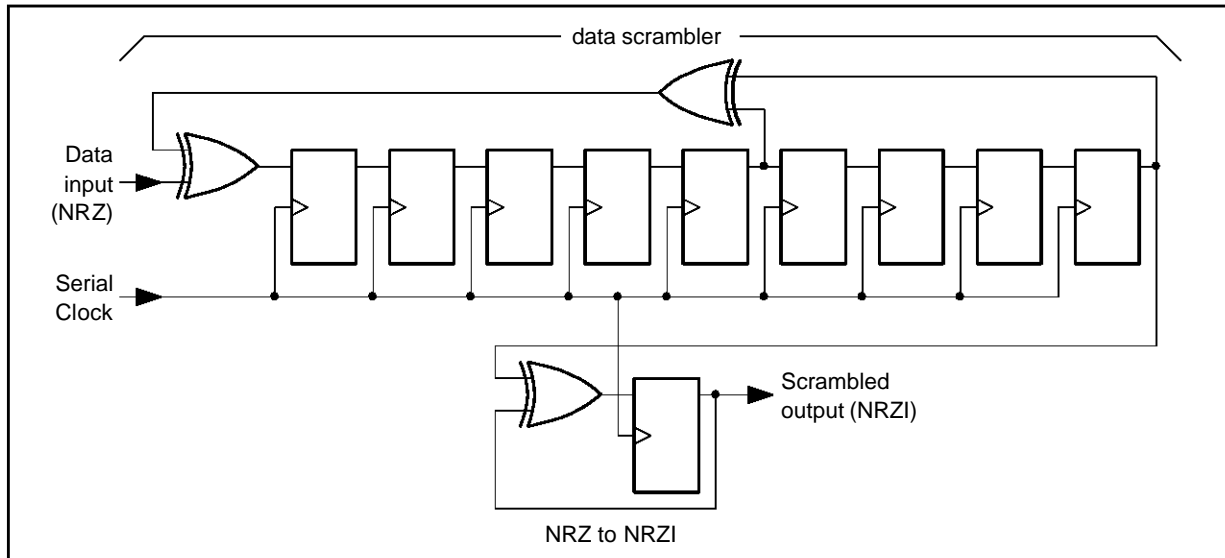 data scrambler
Data
input
(NRZ)
Serial
Clock
Scrambled
output (NRZI)
NRZ to NRZI